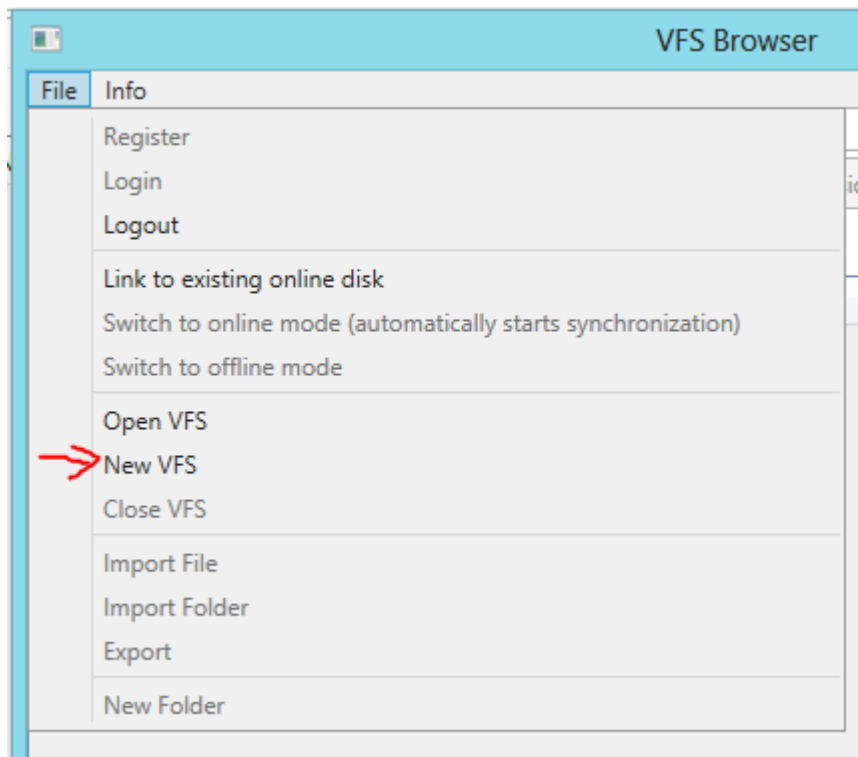 VFS Browser
File Info
Register
Login
Logout
Link to existing online disk
Switch to online mode (automatically starts synchronization)
Switch to offline mode
Open VFS
New VFS
Close VFS
Import File
Import Folder
Export
New Folder